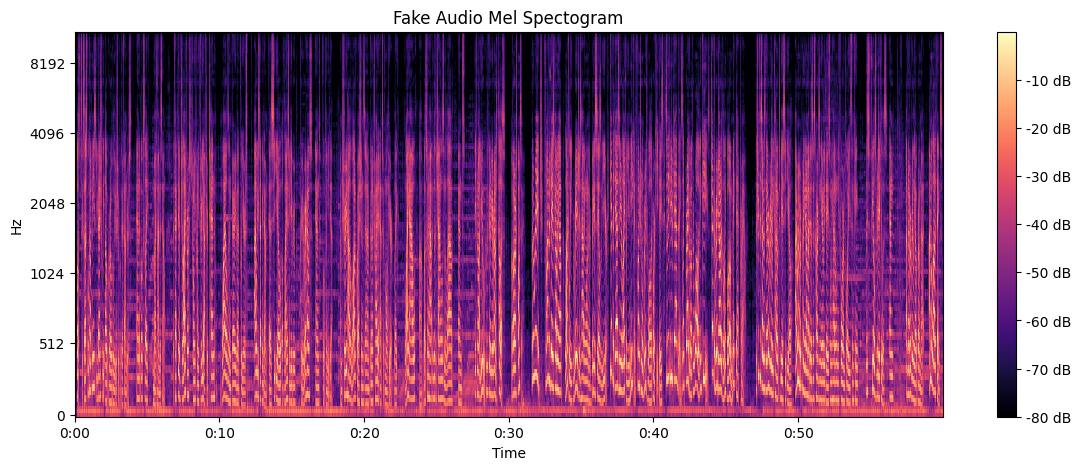 Fake Audio Mel Spectogram
8192
4096
2048
1024
512
0
Hz
0:00 0:10 0:20 0:30 0:40 0:50
Time
-10 dB
-20 dB
-30 dB
-40 dB
-50 dB
-60 dB
-70 dB
-80 dB